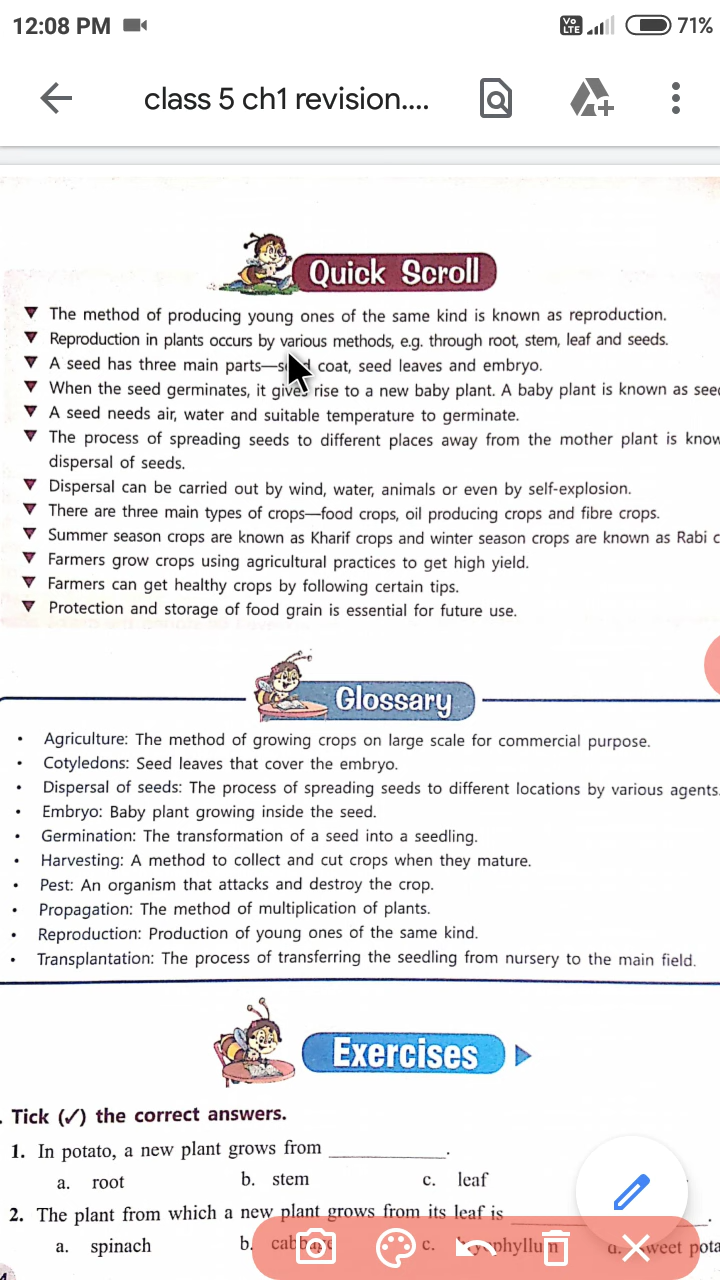 12:08 PM
Vo LTE
71%
class 5 ch1 revision....
Quick Scroll
▼ The method of producing young ones of the same kind is known as reproduction.
▼ Reproduction in plants occurs by various methods, e.g. through root, stem, leaf and seeds.
▼ A seed has three main parts—seed coat, seed leaves and embryo.
▼ When the seed germinates, it gives rise to a new baby plant. A baby plant is known as see
▼ A seed needs air, water and suitable temperature to germinate.
▼ The process of spreading seeds to different places away from the mother plant is know
dispersal of seeds.
▼ Dispersal can be carried out by wind, water, animals or even by self-explosion.
▼ There are three main types of crops—food crops, oil producing crops and fibre crops.
▼ Summer season crops are known as Kharif crops and winter season crops are known as Rabi c
▼ Farmers grow crops using agricultural practices to get high yield.
▼ Farmers can get healthy crops by following certain tips.
▼ Protection and storage of food grain is essential for future use.
Glossary
• Agriculture: The method of growing crops on large scale for commercial purpose.
• Cotyledons: Seed leaves that cover the embryo.
• Dispersal of seeds: The process of spreading seeds to different locations by various agents.
• Embryo: Baby plant growing inside the seed.
• Germination: The transformation of a seed into a seedling.
• Harvesting: A method to collect and cut crops when they mature.
• Pest: An organism that attacks and destroy the crop.
• Propagation: The method of multiplication of plants.
• Reproduction: Production of young ones of the same kind.
• Transplantation: The process of transferring the seedling from nursery to the main field.
Exercises
. Tick (✓) the correct answers.
1. In potato, a new plant grows from __________.
a. root b. stem c. leaf
2. The plant from which a new plant grows from its leaf is __________.
a. spinach b. cabbage c. bryophyllum d. sweet pota